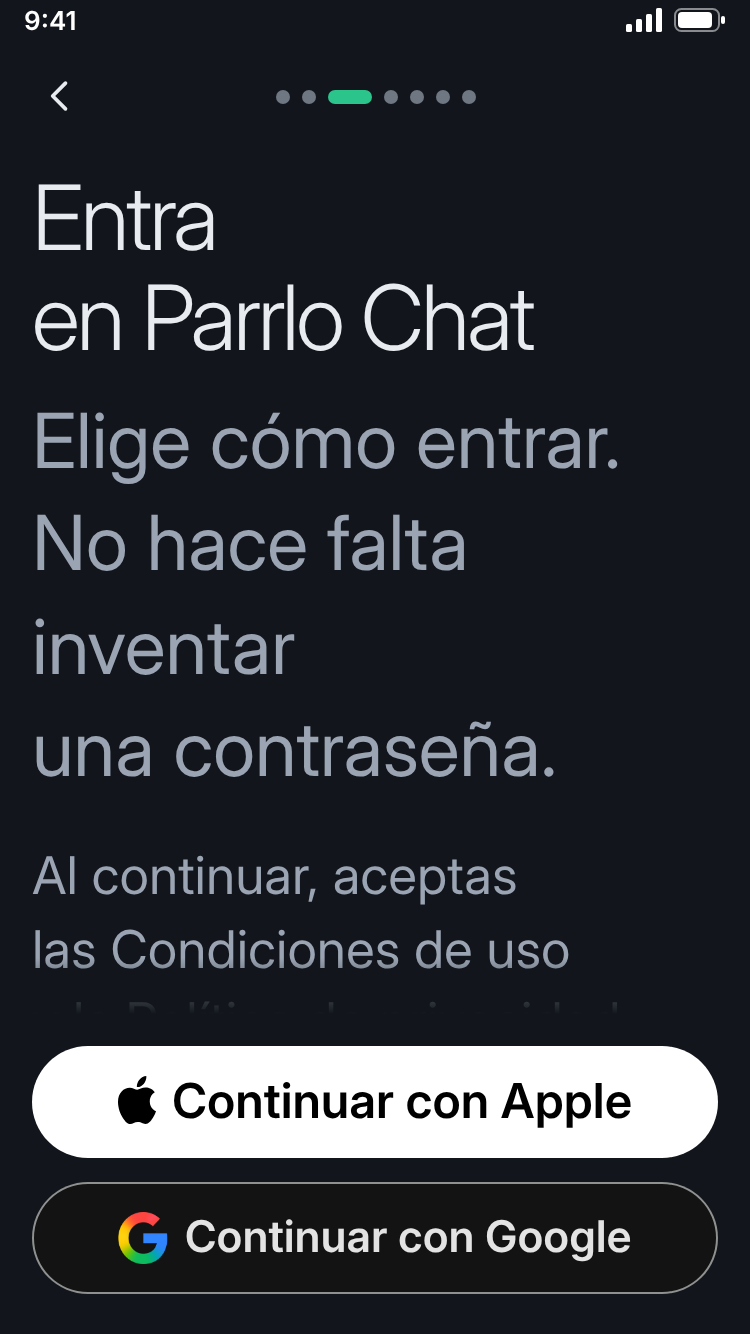 9:41
Entra
en Parrlo Chat
Elige cómo entrar.
No hace falta
inventar
una contraseña.
Al continuar, aceptas
las Condiciones de uso
Continuar con Apple
Continuar con Google